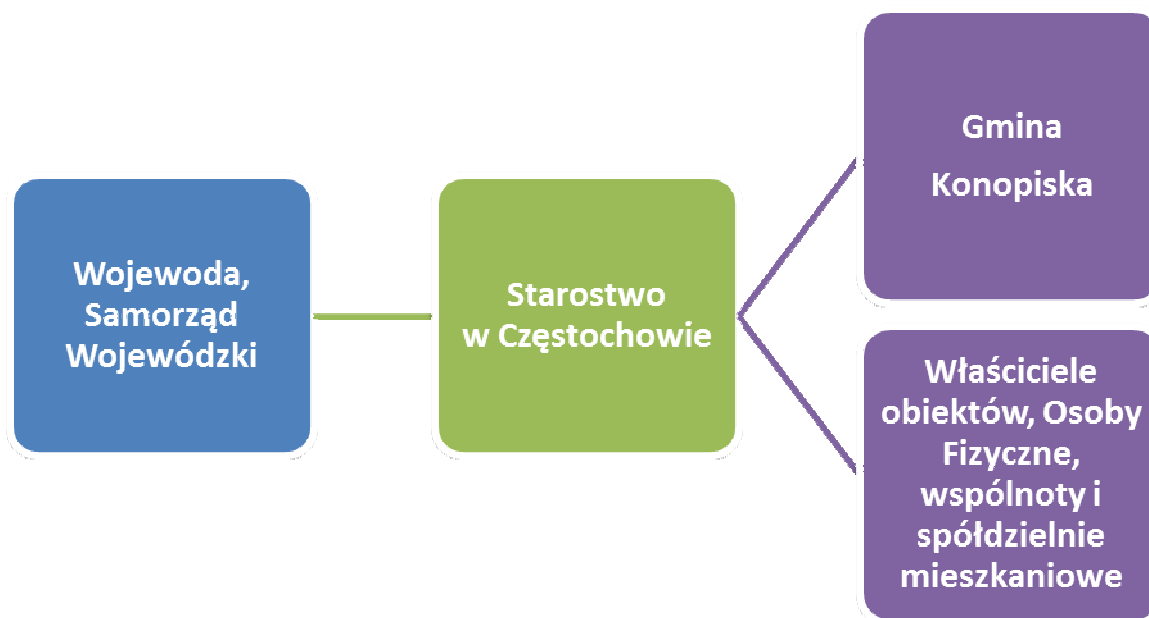 Wojewoda,
Samorząd
Wojewódzki
Starostwo
w Częstochowie
Gmina
Konopiska
Właściciele
obiektów, Osoby
Fizyczne,
wspólnoty i
spółdzielnie
mieszkaniowe